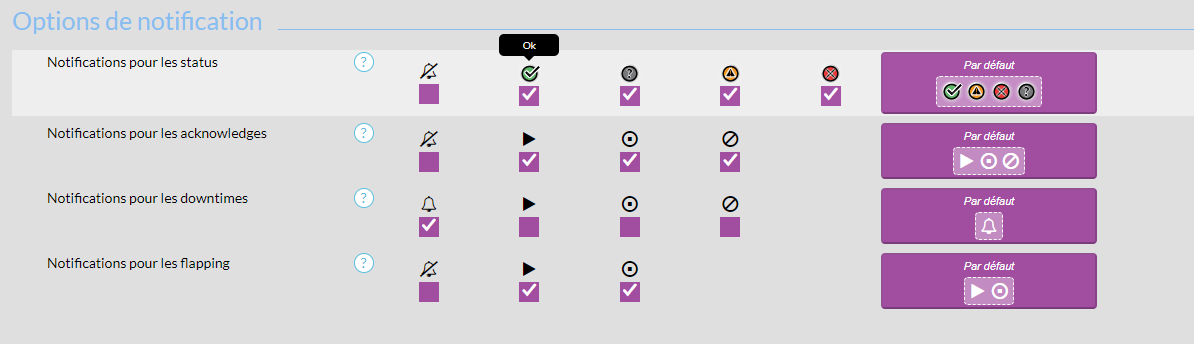 Options de notification
Ok
Notifications pour les status
?
Par défaut
Notifications pour les acknowledges
?
Par défaut
Notifications pour les downtimes
?
Par défaut
Notifications pour les flapping
?
Par défaut